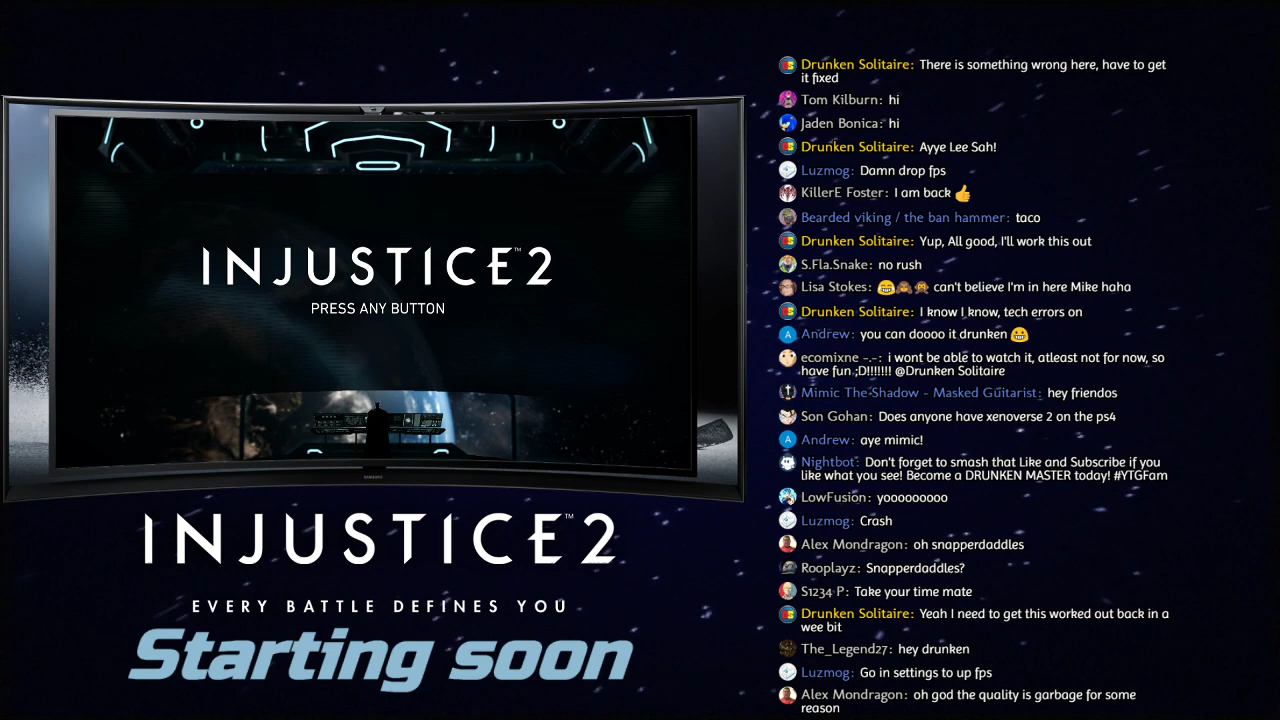 INJUSTICE™2
PRESS ANY BUTTON
SAMSUNG
INJUSTICE™2
EVERY BATTLE DEFINES YOU
Starting soon
Drunken Solitaire: There is something wrong here, have to get
it fixed
Tom Kilburn: hi
Jaden Bonica: hi
Drunken Solitaire: Ayye Lee Sah!
Luzmog: Damn drop fps
KillerE Foster: I am back 👍
Bearded viking / the ban hammer: taco
Drunken Solitaire: Yup, All good, I'll work this out
S.Fla.Snake: no rush
Lisa Stokes: 😂🙈🙊 can't believe I'm in here Mike haha
Drunken Solitaire: I know I know, tech errors on
A Andrew: you can doooo it drunken 😬
ecomixne -.-: i wont be able to watch it, atleast not for now, so
have fun ;D!!!!!!! @Drunken Solitaire
Mimic The Shadow - Masked Guitarist: hey friendos
Son Gohan: Does anyone have xenoverse 2 on the ps4
A Andrew: aye mimic!
Nightbot: Don't forget to smash that Like and Subscribe if you
like what you see! Become a DRUNKEN MASTER today! #YTGFam
LowFusion: yooooooooo
Luzmog: Crash
Alex Mondragon: oh snapperdaddles
Rooplayz: Snapperdaddles?
S1234 P: Take your time mate
Drunken Solitaire: Yeah I need to get this worked out back in a
wee bit
The_Legend27: hey drunken
Luzmog: Go in settings to up fps
Alex Mondragon: oh god the quality is garbage for some
reason